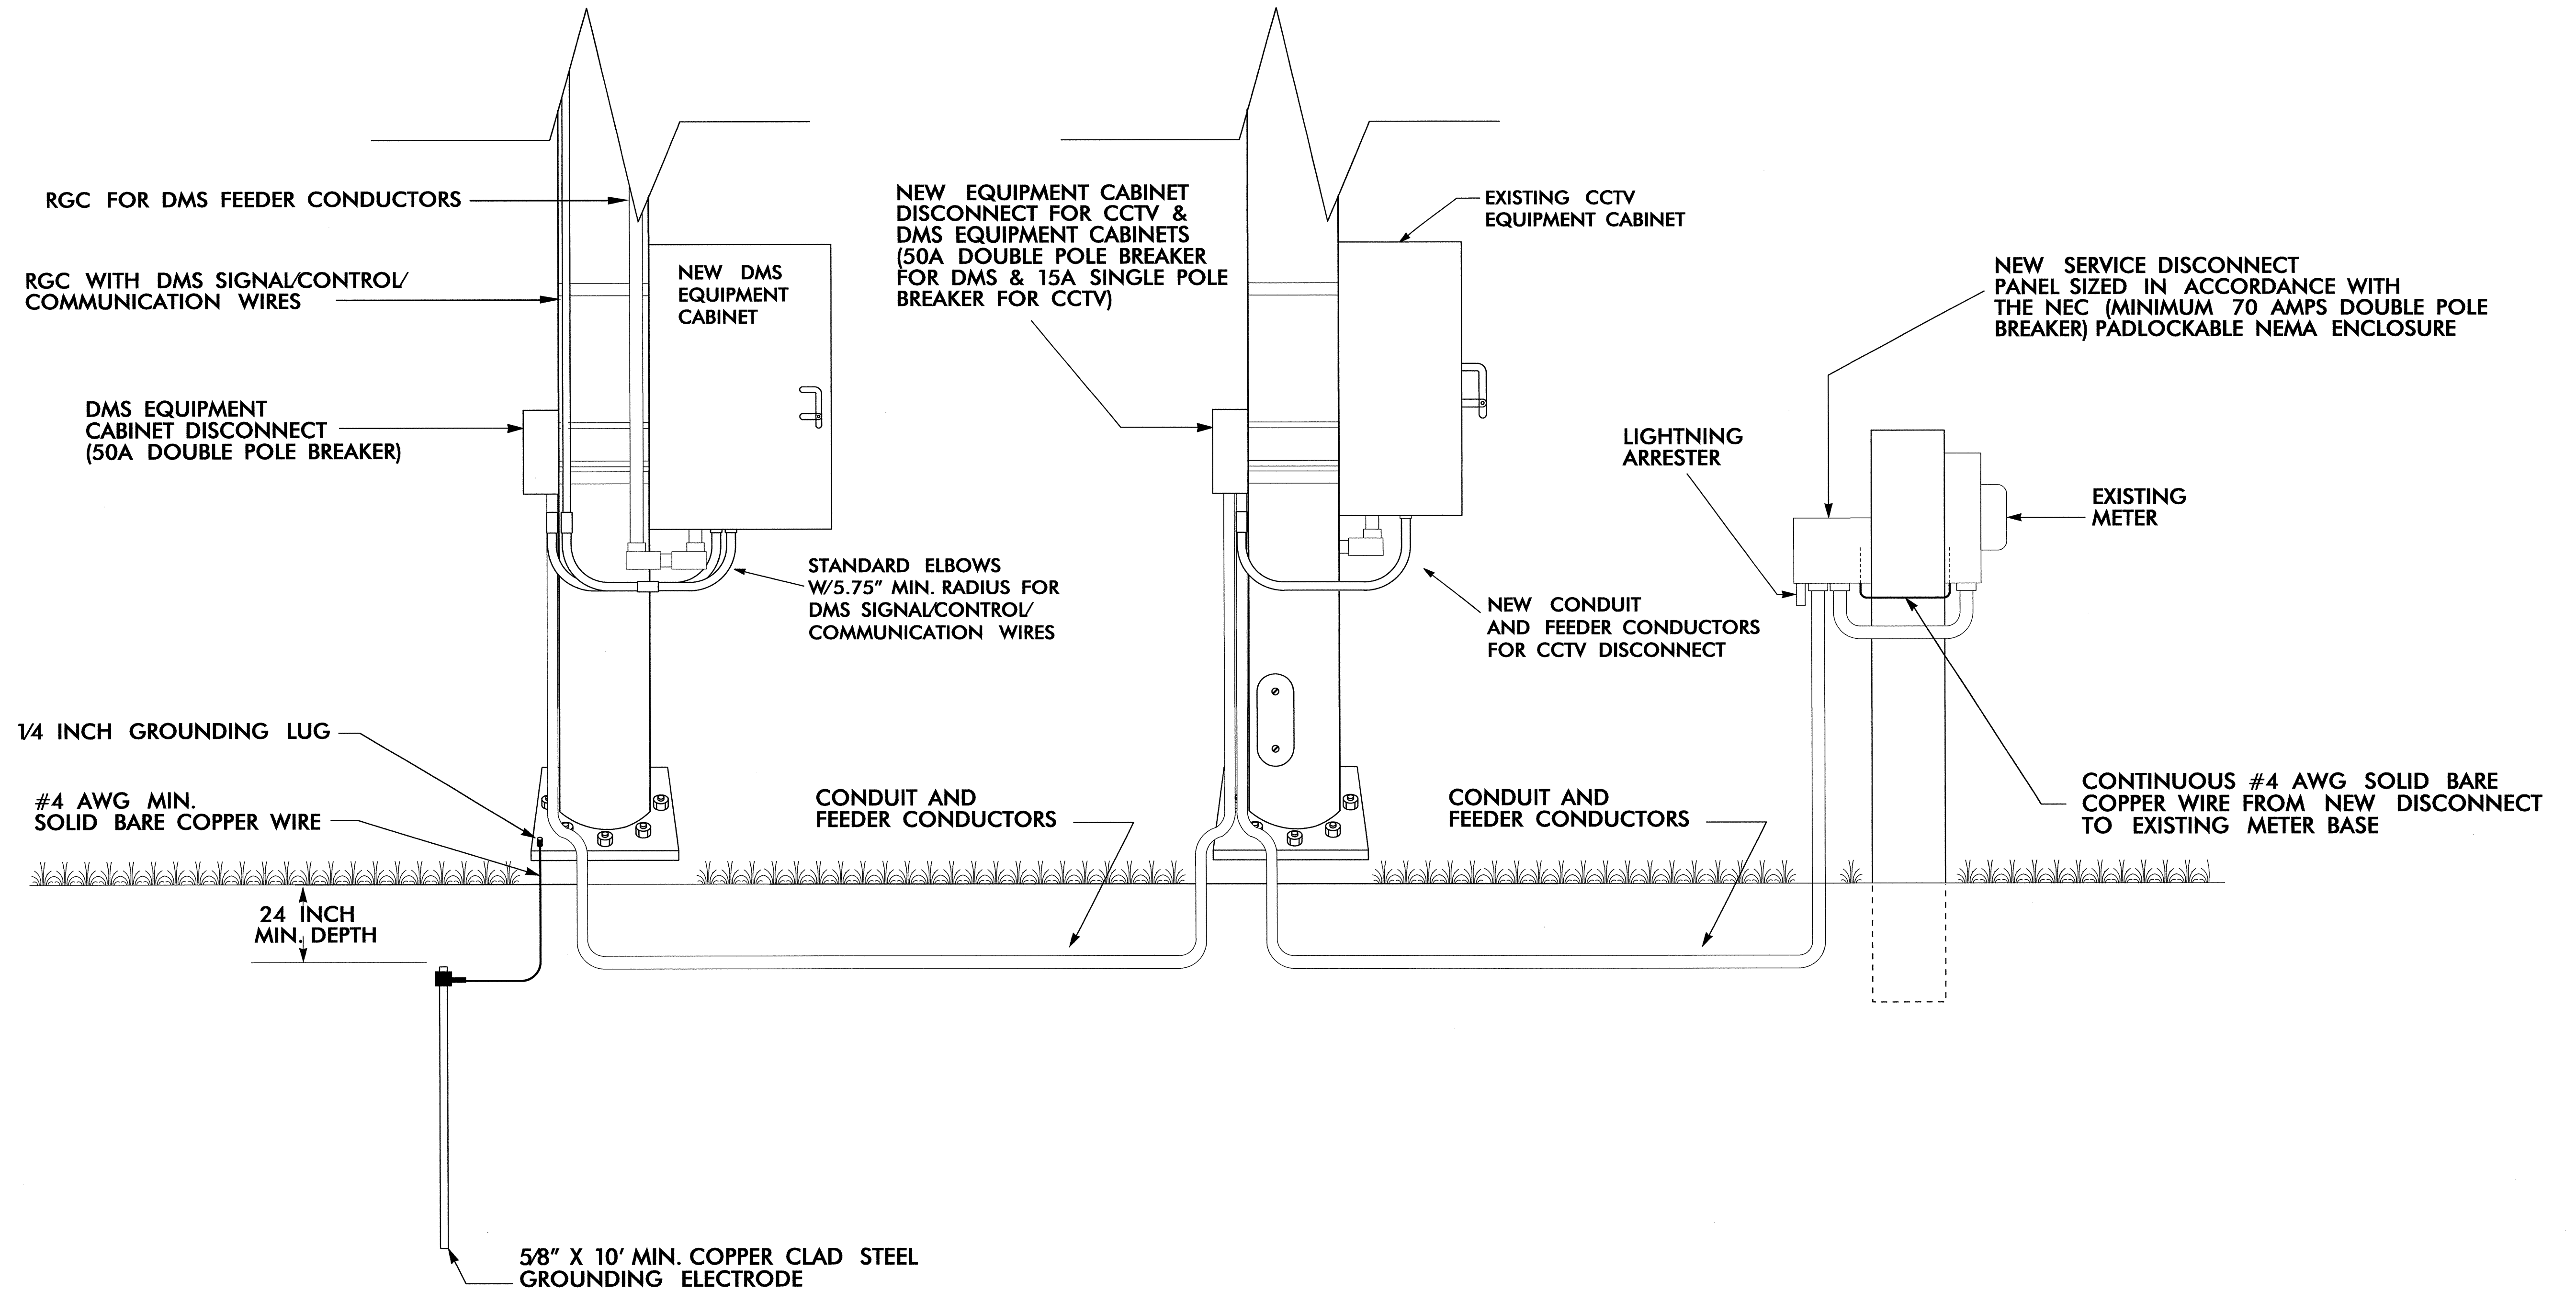 RGC FOR DMS FEEDER CONDUCTORS
RGC WITH DMS SIGNAL/CONTROL/
COMMUNICATION WIRES
DMS EQUIPMENT
CABINET DISCONNECT
(50A DOUBLE POLE BREAKER)
1/4 INCH GROUNDING LUG
#4 AWG MIN.
SOLID BARE COPPER WIRE
24 INCH
MIN. DEPTH
5/8" X 10' MIN. COPPER CLAD STEEL
GROUNDING ELECTRODE
NEW DMS
EQUIPMENT
CABINET
STANDARD ELBOWS
W/5.75" MIN. RADIUS FOR
DMS SIGNAL/CONTROL/
COMMUNICATION WIRES
CONDUIT AND
FEEDER CONDUCTORS
NEW EQUIPMENT CABINET
DISCONNECT FOR CCTV &
DMS EQUIPMENT CABINETS
(50A DOUBLE POLE BREAKER
FOR DMS & 15A SINGLE POLE
BREAKER FOR CCTV)
EXISTING CCTV
EQUIPMENT CABINET
NEW CONDUIT
AND FEEDER CONDUCTORS
FOR CCTV DISCONNECT
CONDUIT AND
FEEDER CONDUCTORS
LIGHTNING
ARRESTER
NEW SERVICE DISCONNECT
PANEL SIZED IN ACCORDANCE WITH
THE NEC (MINIMUM 70 AMPS DOUBLE POLE
BREAKER) PADLOCKABLE NEMA ENCLOSURE
EXISTING
METER
CONTINUOUS #4 AWG SOLID BARE
COPPER WIRE FROM NEW DISCONNECT
TO EXISTING METER BASE